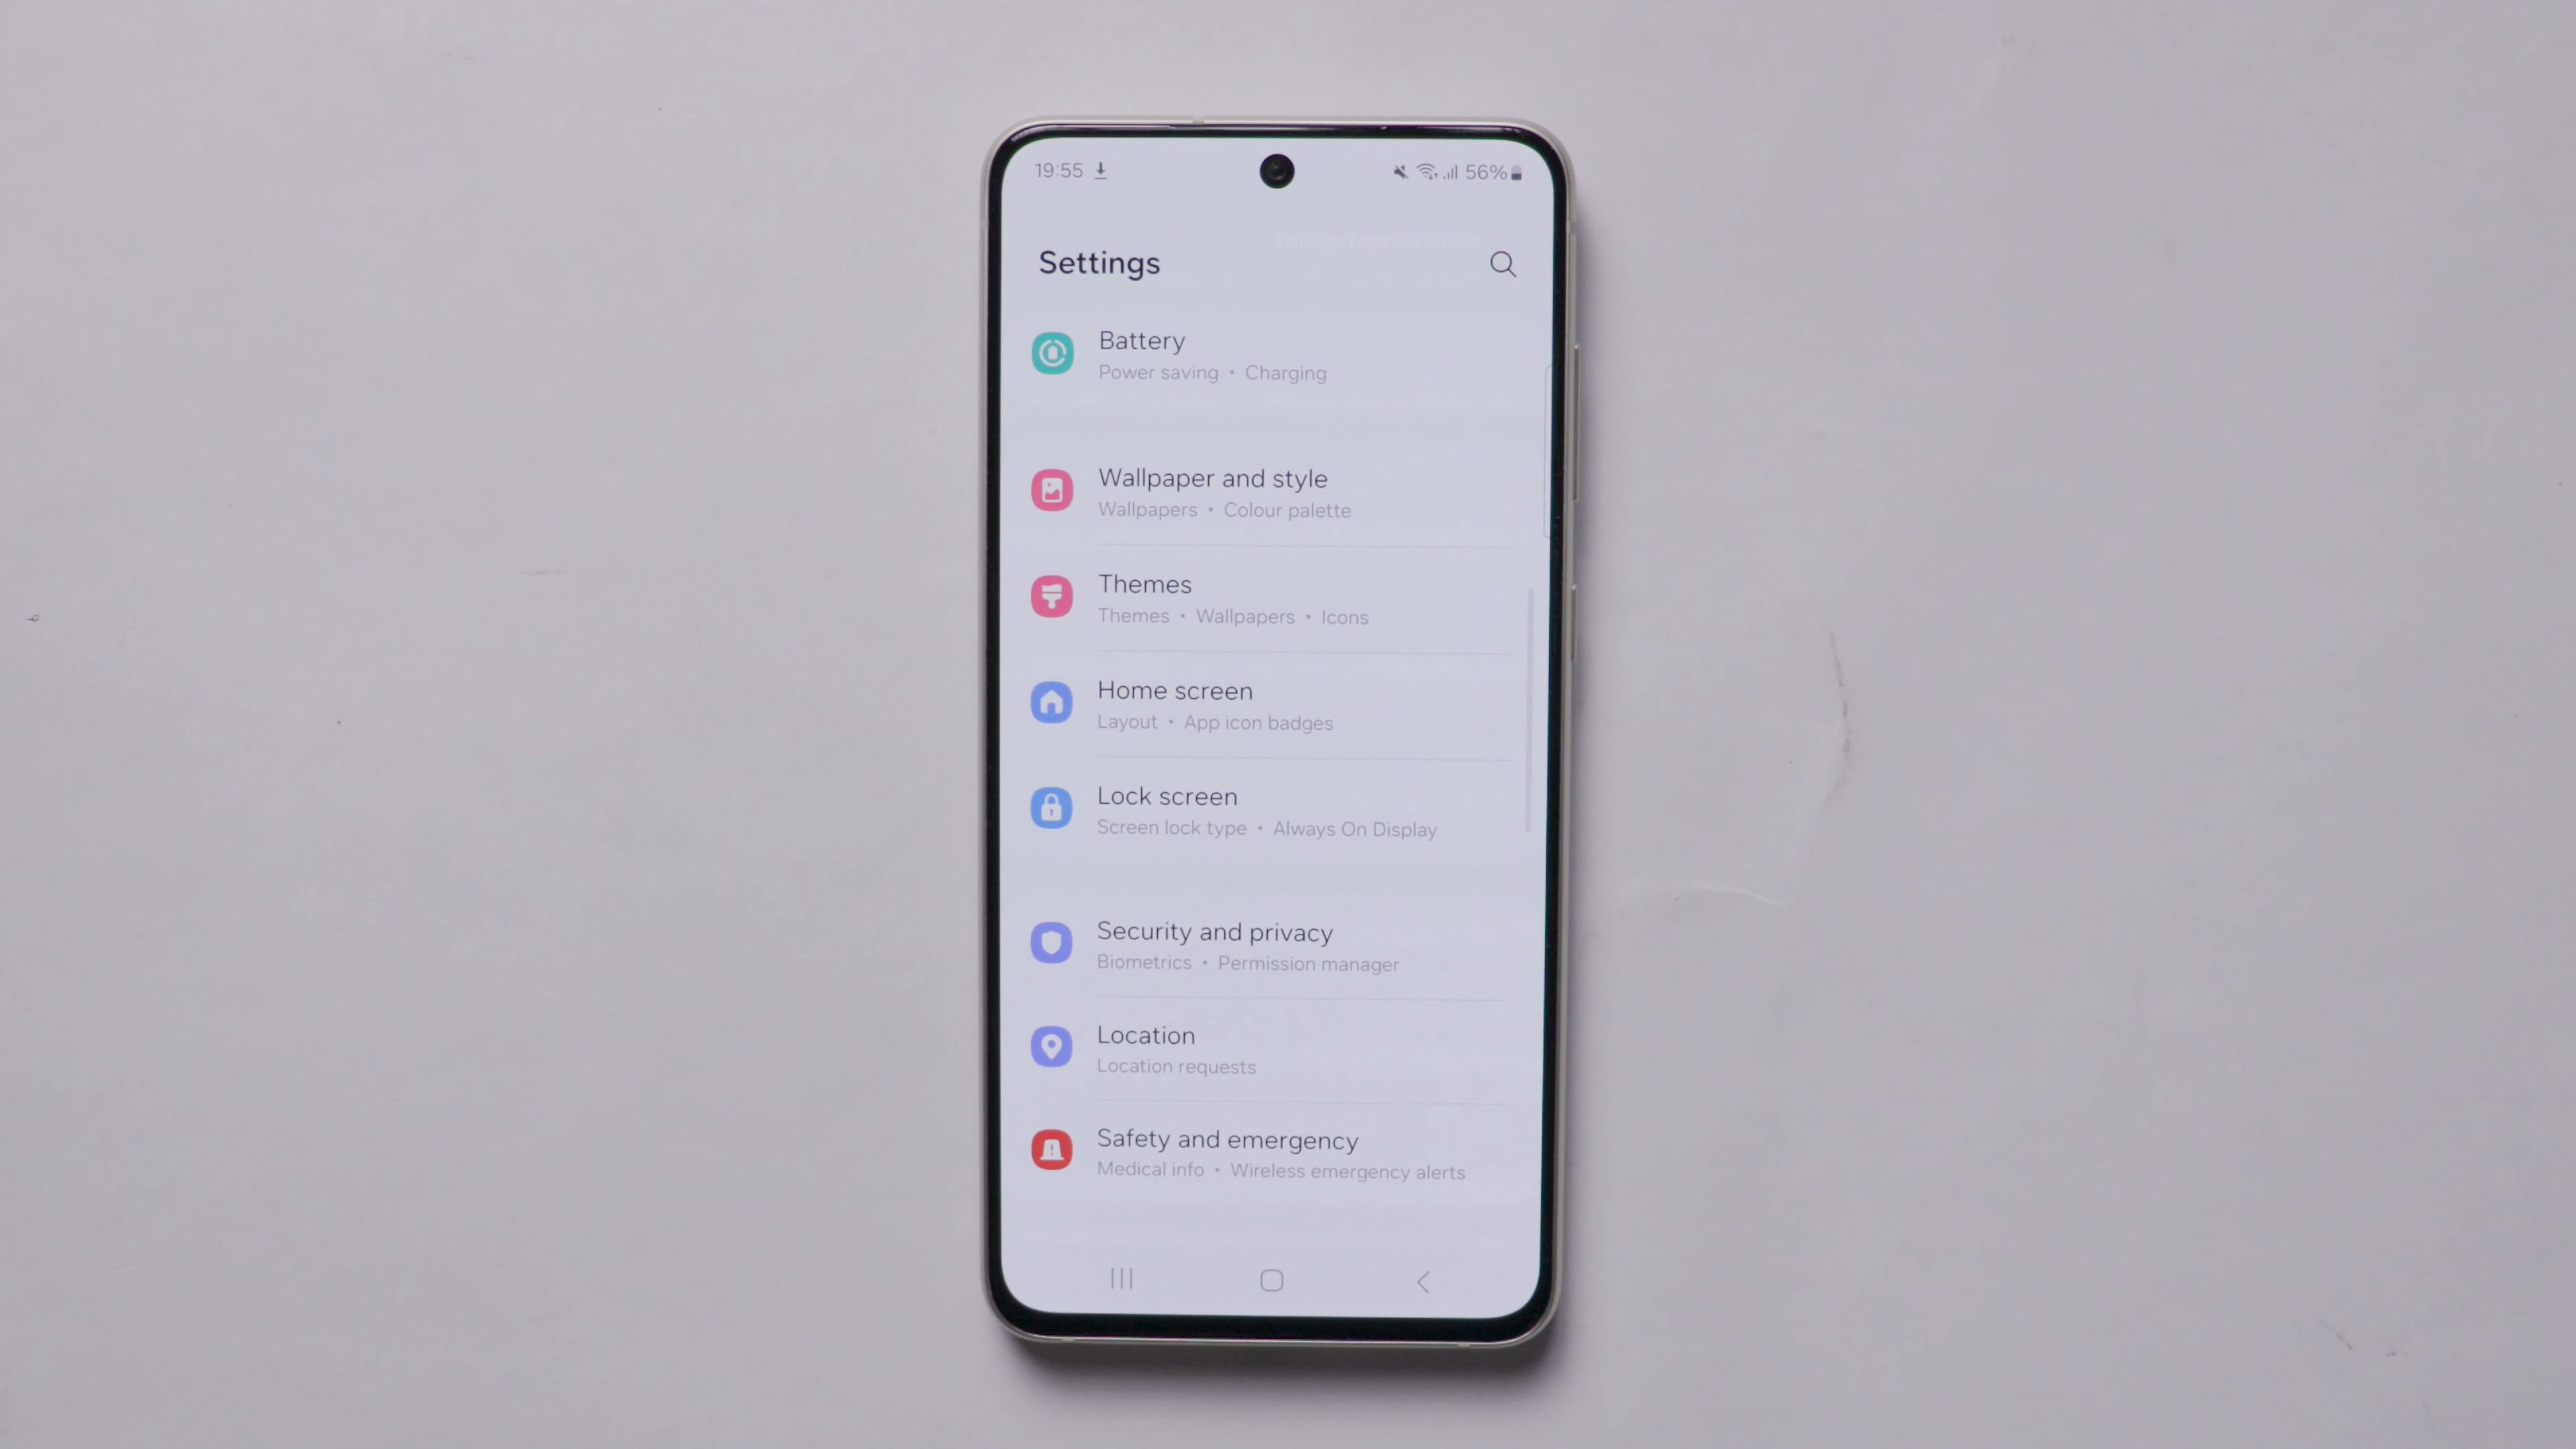 19:55 56%
TeluguTechReviews
Settings
Battery
Power saving • Charging
Wallpaper and style
Wallpapers • Colour palette
Themes
Themes • Wallpapers • Icons
Home screen
Layout • App icon badges
Lock screen
Screen lock type • Always On Display
Security and privacy
Biometrics • Permission manager
Location
Location requests
Safety and emergency
Medical info • Wireless emergency alerts